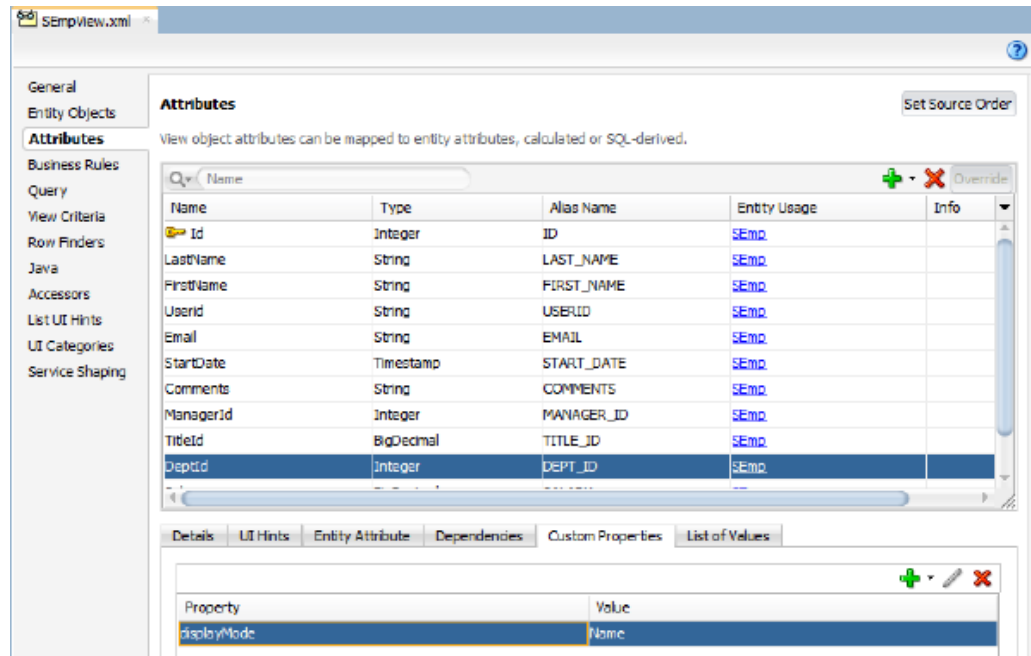 SEmpView.xml
General
Entity Objects
Attributes
Business Rules
Query
View Criteria
Row Finders
Java
Accessors
List UI Hints
UI Categories
Service Shaping
Attributes
Set Source Order
View object attributes can be mapped to entity attributes, calculated or SQL-derived.
Name
Override
Name Type Alias Name Entity Usage Info
Id Integer ID SEmp
LastName String LAST_NAME SEmp
FirstName String FIRST_NAME SEmp
Userid String USERID SEmp
Email String EMAIL SEmp
StartDate Timestamp START_DATE SEmp
Comments String COMMENTS SEmp
ManagerId Integer MANAGER_ID SEmp
TitleId BigDecimal TITLE_ID SEmp
DeptId Integer DEPT_ID SEmp
Details UI Hints Entity Attribute Dependencies Custom Properties List of Values
Property Value
displayMode Name